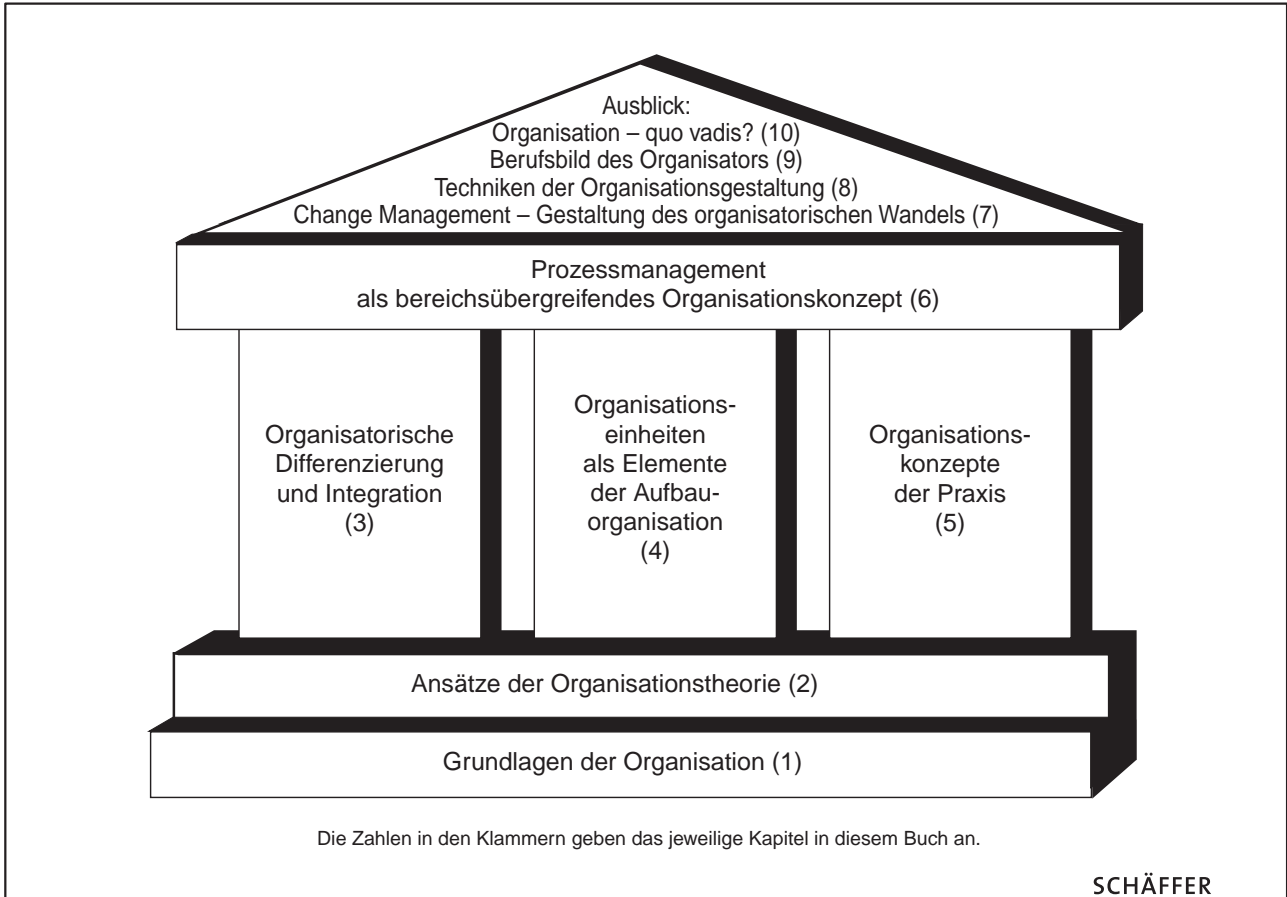 Ausblick:
Organisation – quo vadis? (10)
Berufsbild des Organisators (9)
Techniken der Organisationsgestaltung (8)
Change Management – Gestaltung des organisatorischen Wandels (7)
Prozessmanagement
als bereichsübergreifendes Organisationskonzept (6)
Organisatorische
Differenzierung
und Integration
(3)
Organisations-
einheiten
als Elemente
der Aufbau-
organisation
(4)
Organisations-
konzepte
der Praxis
(5)
Ansätze der Organisationstheorie (2)
Grundlagen der Organisation (1)
Die Zahlen in den Klammern geben das jeweilige Kapitel in diesem Buch an.
SCHÄFFER